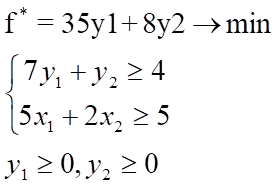 f* = 35y1+ 8y2 → min
7y₁ + y₂ ≥ 4
5x₁ + 2x₂ ≥ 5
y₁ ≥ 0, y₂ ≥ 0